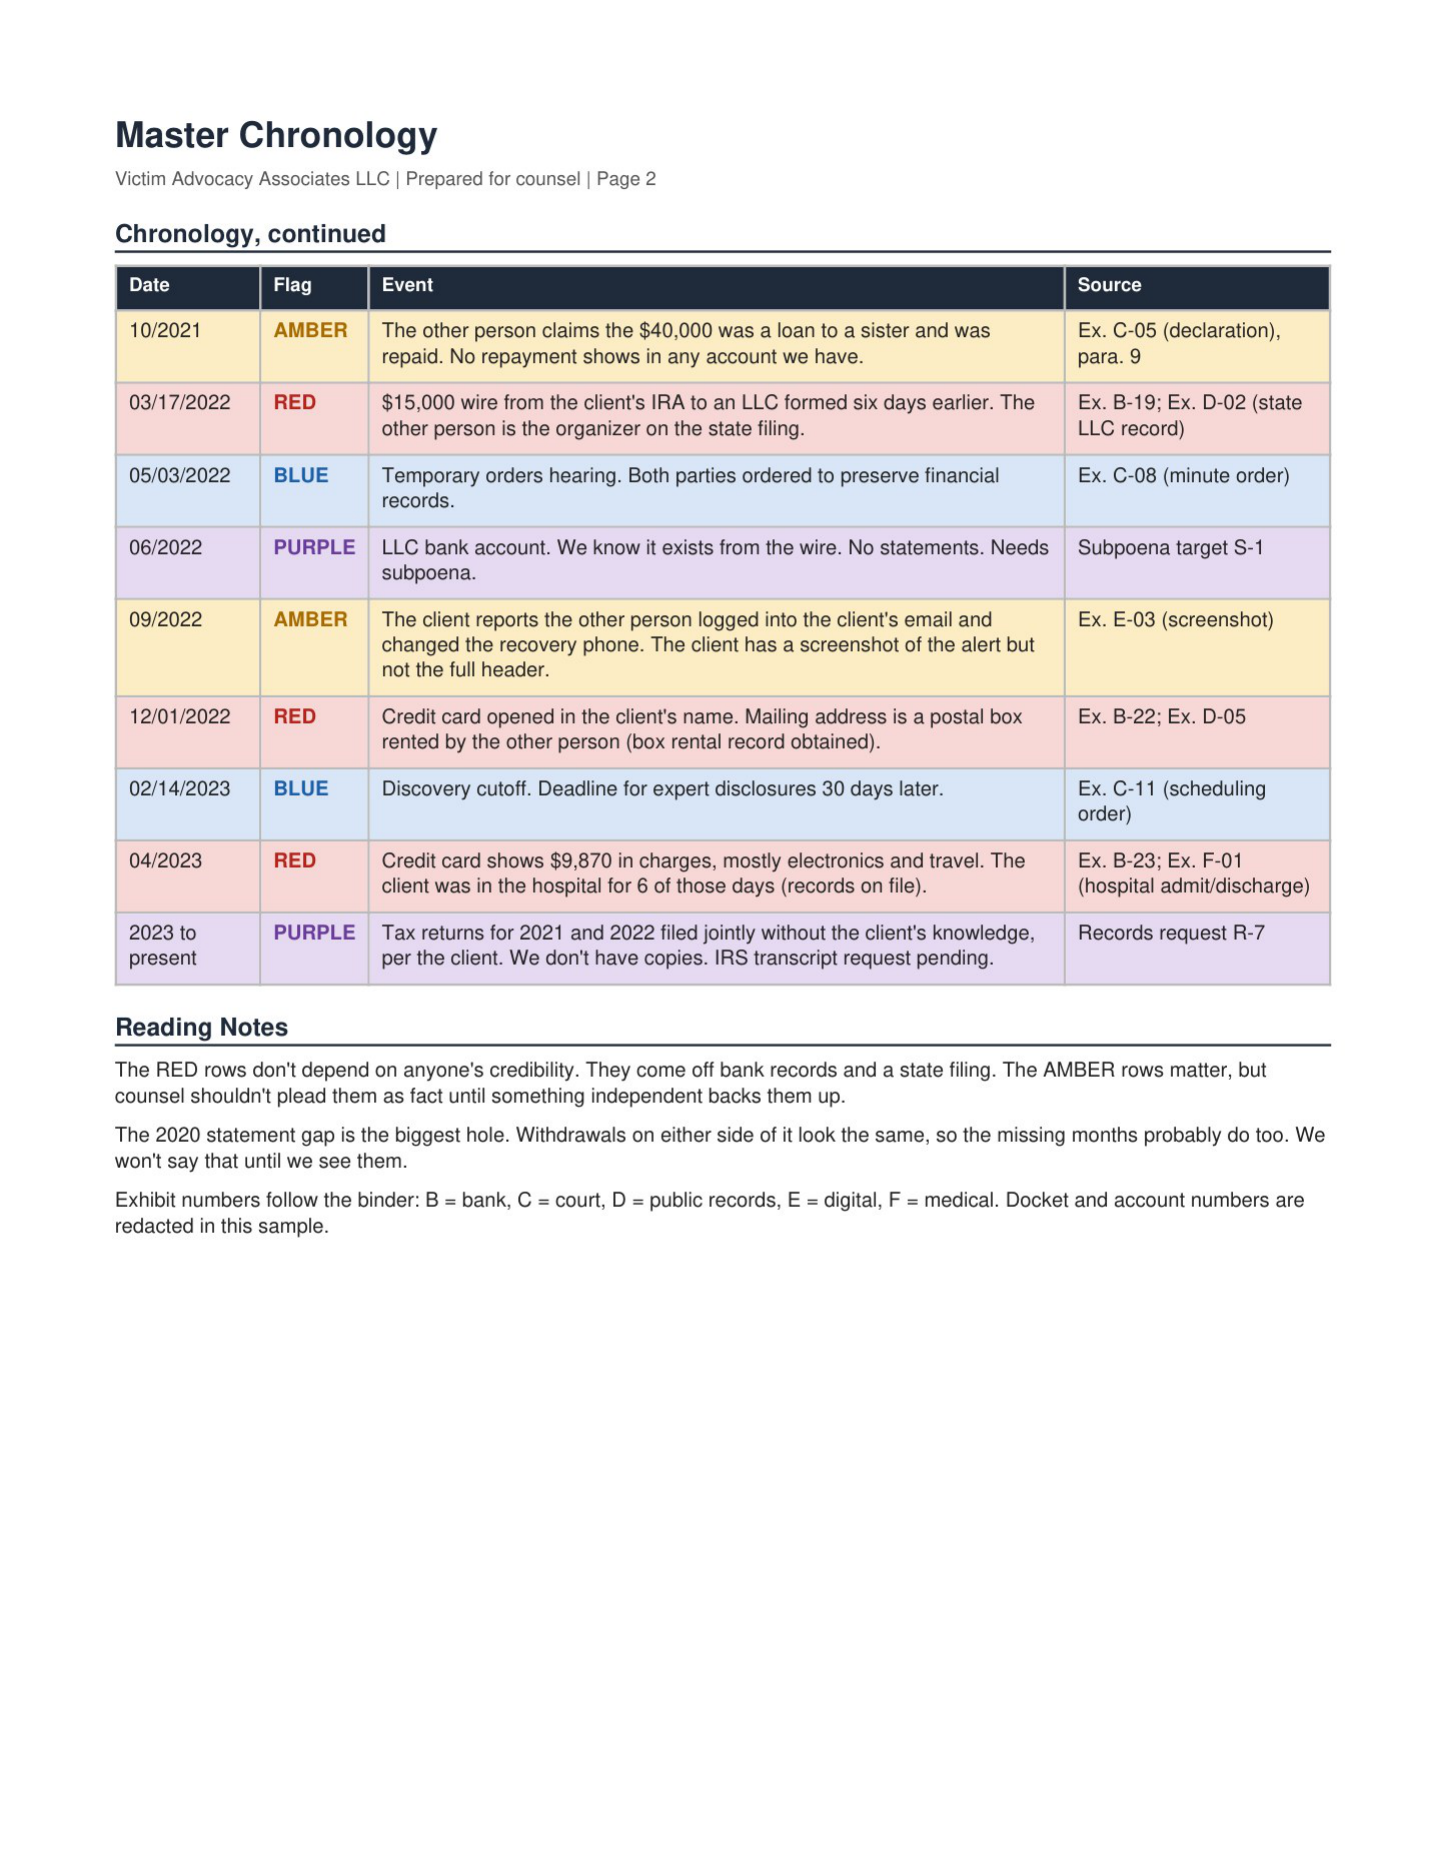 Master Chronology
Victim Advocacy Associates LLC | Prepared for counsel | Page 2
Chronology, continued
Date Flag Event Source
10/2021 AMBER The other person claims the $40,000 was a loan to a sister and was Ex. C-05 (declaration),
repaid. No repayment shows in any account we have. para. 9
03/17/2022 RED $15,000 wire from the client's IRA to an LLC formed six days earlier. The Ex. B-19; Ex. D-02 (state
other person is the organizer on the state filing. LLC record)
05/03/2022 BLUE Temporary orders hearing. Both parties ordered to preserve financial Ex. C-08 (minute order)
records.
06/2022 PURPLE LLC bank account. We know it exists from the wire. No statements. Needs Subpoena target S-1
subpoena.
09/2022 AMBER The client reports the other person logged into the client's email and Ex. E-03 (screenshot)
changed the recovery phone. The client has a screenshot of the alert but
not the full header.
12/01/2022 RED Credit card opened in the client's name. Mailing address is a postal box Ex. B-22; Ex. D-05
rented by the other person (box rental record obtained).
02/14/2023 BLUE Discovery cutoff. Deadline for expert disclosures 30 days later. Ex. C-11 (scheduling
order)
04/2023 RED Credit card shows $9,870 in charges, mostly electronics and travel. The Ex. B-23; Ex. F-01
client was in the hospital for 6 of those days (records on file). (hospital admit/discharge)
2023 to PURPLE Tax returns for 2021 and 2022 filed jointly without the client's knowledge, Records request R-7
present per the client. We don't have copies. IRS transcript request pending.
Reading Notes
The RED rows don't depend on anyone's credibility. They come off bank records and a state filing. The AMBER rows matter, but
counsel shouldn't plead them as fact until something independent backs them up.
The 2020 statement gap is the biggest hole. Withdrawals on either side of it look the same, so the missing months probably do too. We
won't say that until we see them.
Exhibit numbers follow the binder: B = bank, C = court, D = public records, E = digital, F = medical. Docket and account numbers are
redacted in this sample.